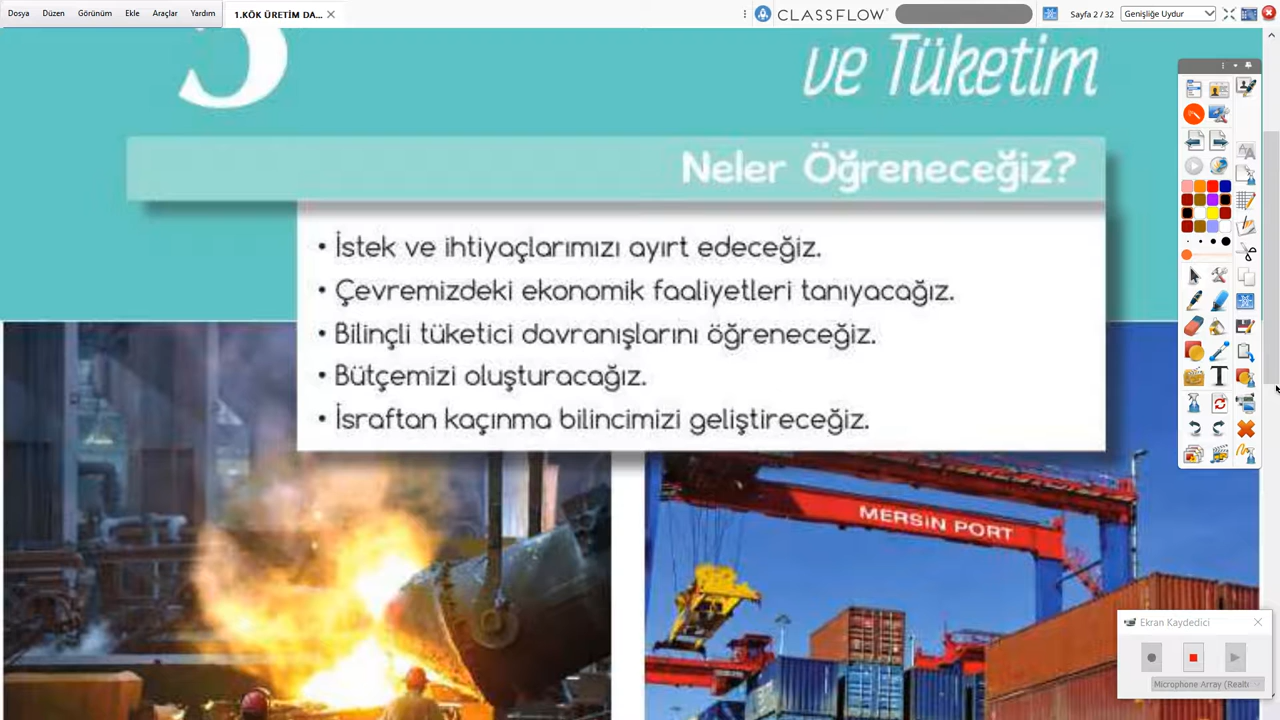 Dosya Düzen Görünüm Ekle Araçlar Yardım 1.KÖK ÜRETİM DA... CLASSFLOW Sayfa 2 / 32 Genişliğe Uydur
ve Tüketim
Neler Öğreneceğiz?
• İstek ve ihtiyaçlarımızı ayırt edeceğiz.
• Çevremizdeki ekonomik faaliyetleri tanıyacağız.
• Bilinçli tüketici davranışlarını öğreneceğiz.
• Bütçemizi oluşturacağız.
• İsraftan kaçınma bilincimizi geliştireceğiz.
MERSİN PORT
Ekran Kaydedici
Microphone Array (Realte